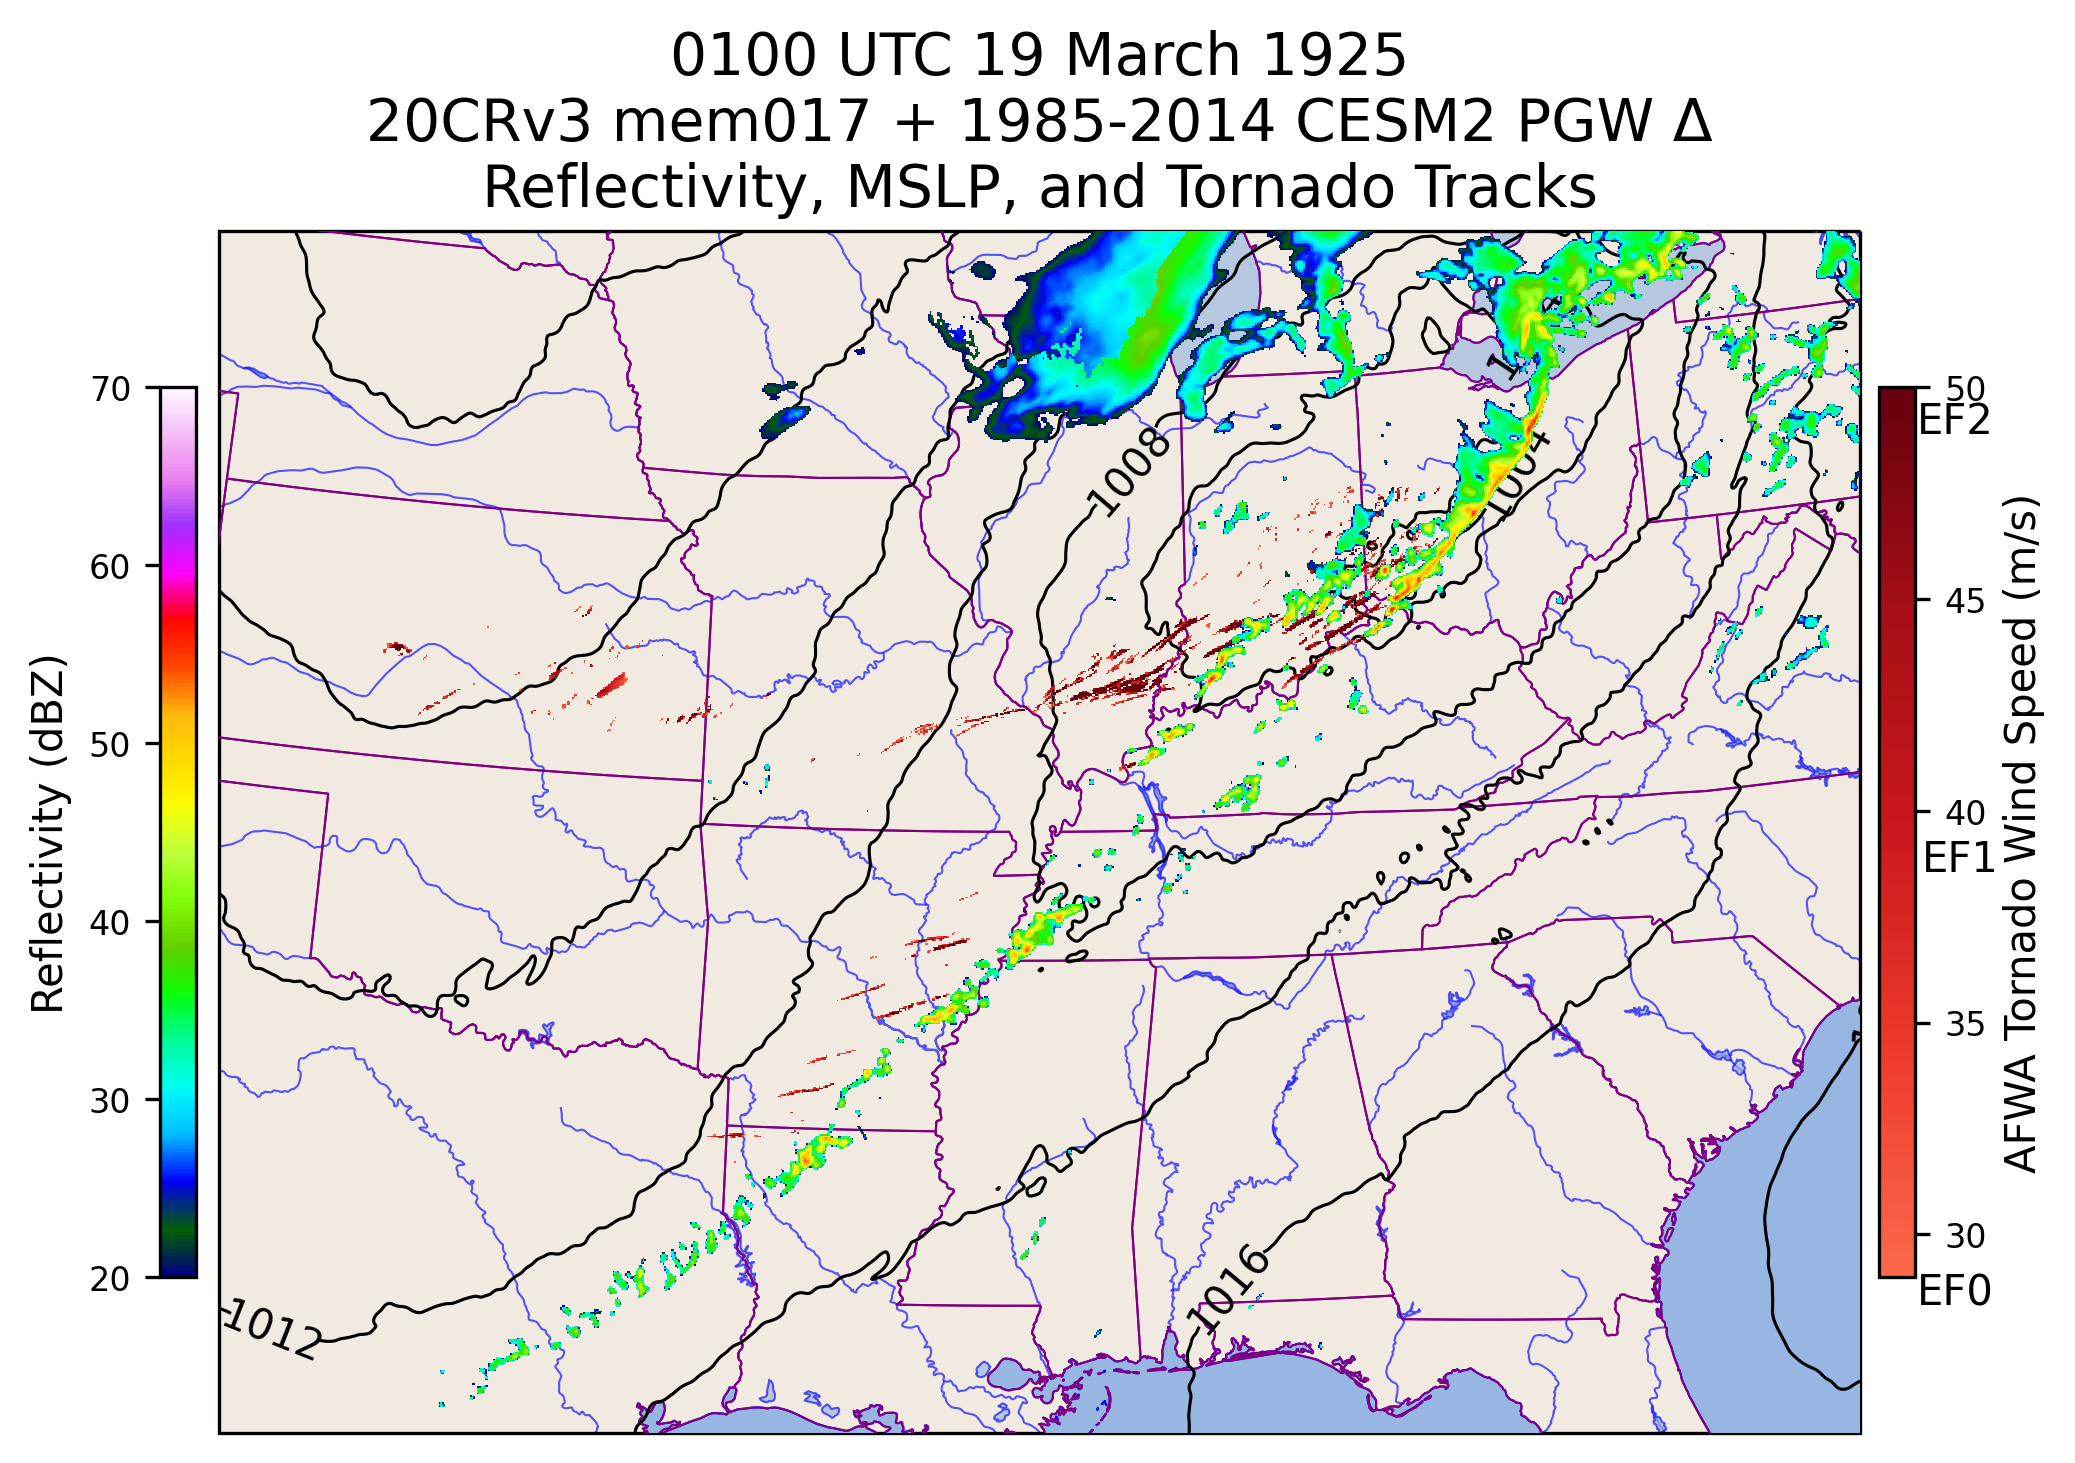 0100 UTC 19 March 1925
20CRv3 mem017 + 1985-2014 CESM2 PGW Δ
Reflectivity, MSLP, and Tornado Tracks
70
60
50
40
30
20
Reflectivity (dBZ)
1008
1004
1012
1016
50
EF2
45
40
EF1
35
30
EF0
AFWA Tornado Wind Speed (m/s)